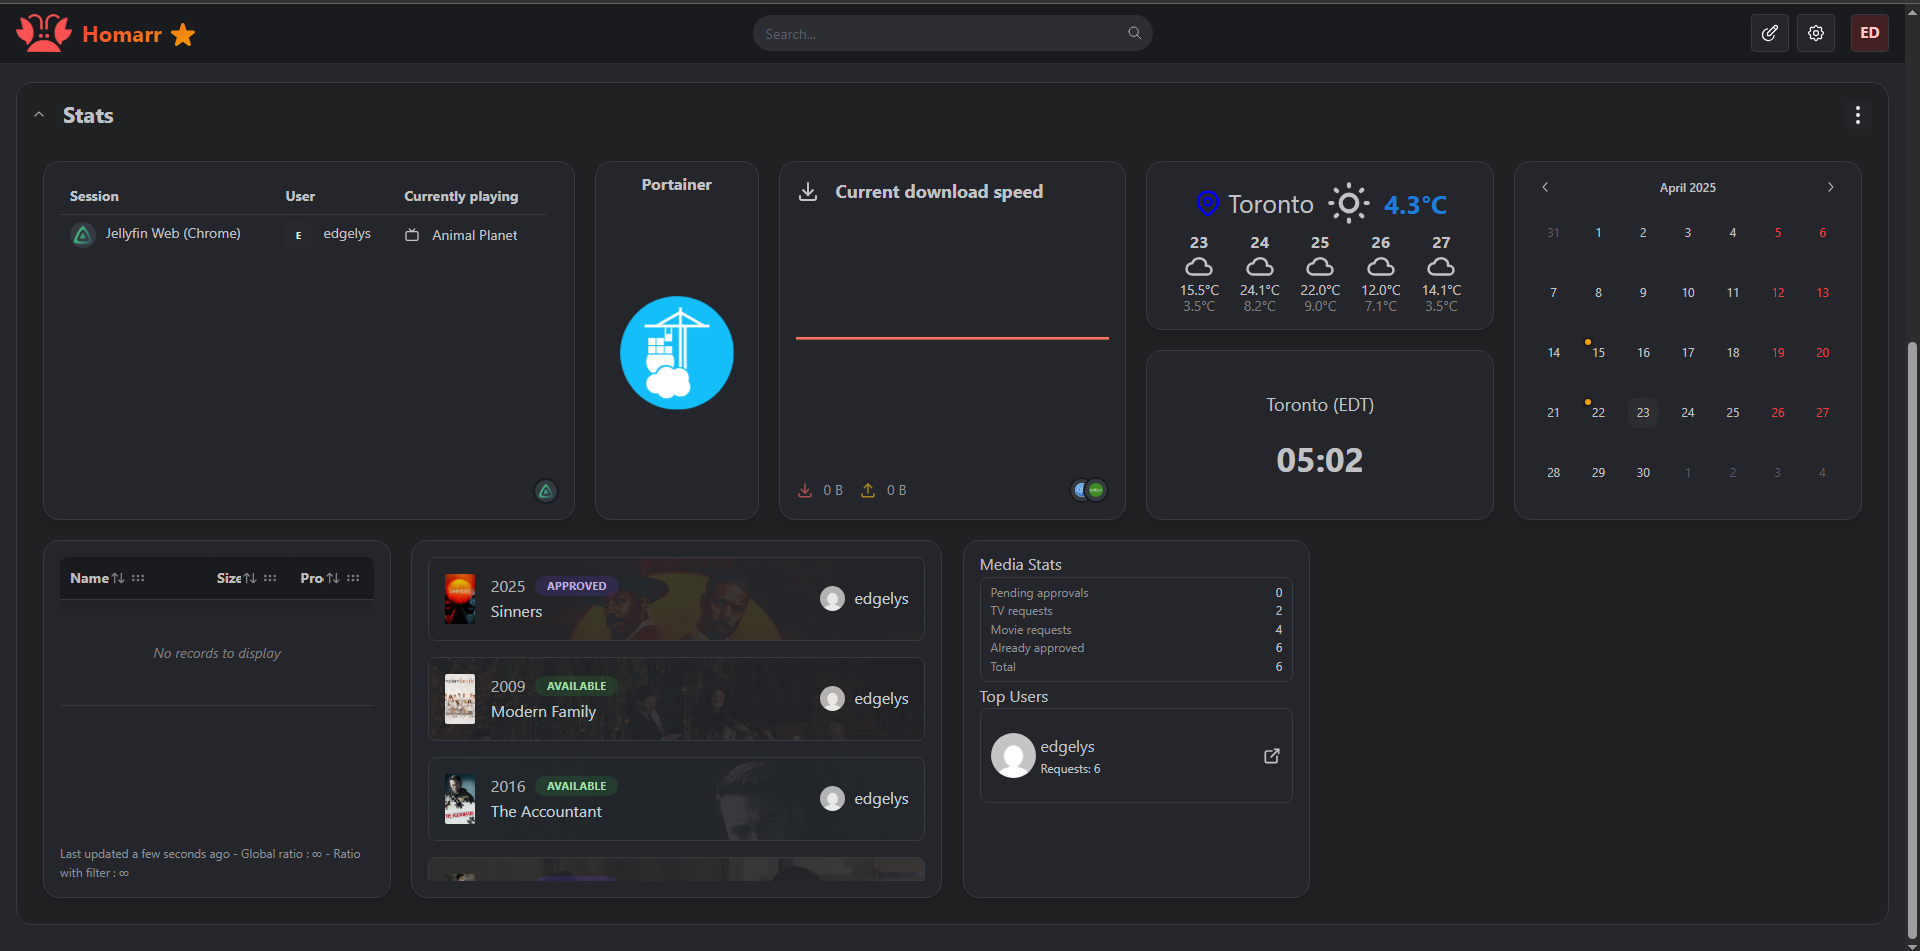 Homarr
Search...
ED
Stats
Session User Currently playing
Jellyfin Web (Chrome) E edgelys Animal Planet
Portainer
Current download speed
0 B 0 B
Toronto 4.3°C
23 24 25 26 27
15.5°C 24.1°C 22.0°C 12.0°C 14.1°C
3.5°C 8.2°C 9.0°C 7.1°C 3.5°C
Toronto (EDT)
05:02
April 2025
31 1 2 3 4 5 6
7 8 9 10 11 12 13
14 15 16 17 18 19 20
21 22 23 24 25 26 27
28 29 30 1 2 3 4
Name Size Pro
No records to display
Last updated a few seconds ago - Global ratio : ∞ - Ratio
with filter : ∞
2025 APPROVED
Sinners
edgelys
2009 AVAILABLE
Modern Family
edgelys
2016 AVAILABLE
The Accountant
edgelys
Media Stats
Pending approvals 0
TV requests 2
Movie requests 4
Already approved 6
Total 6
Top Users
edgelys
Requests: 6